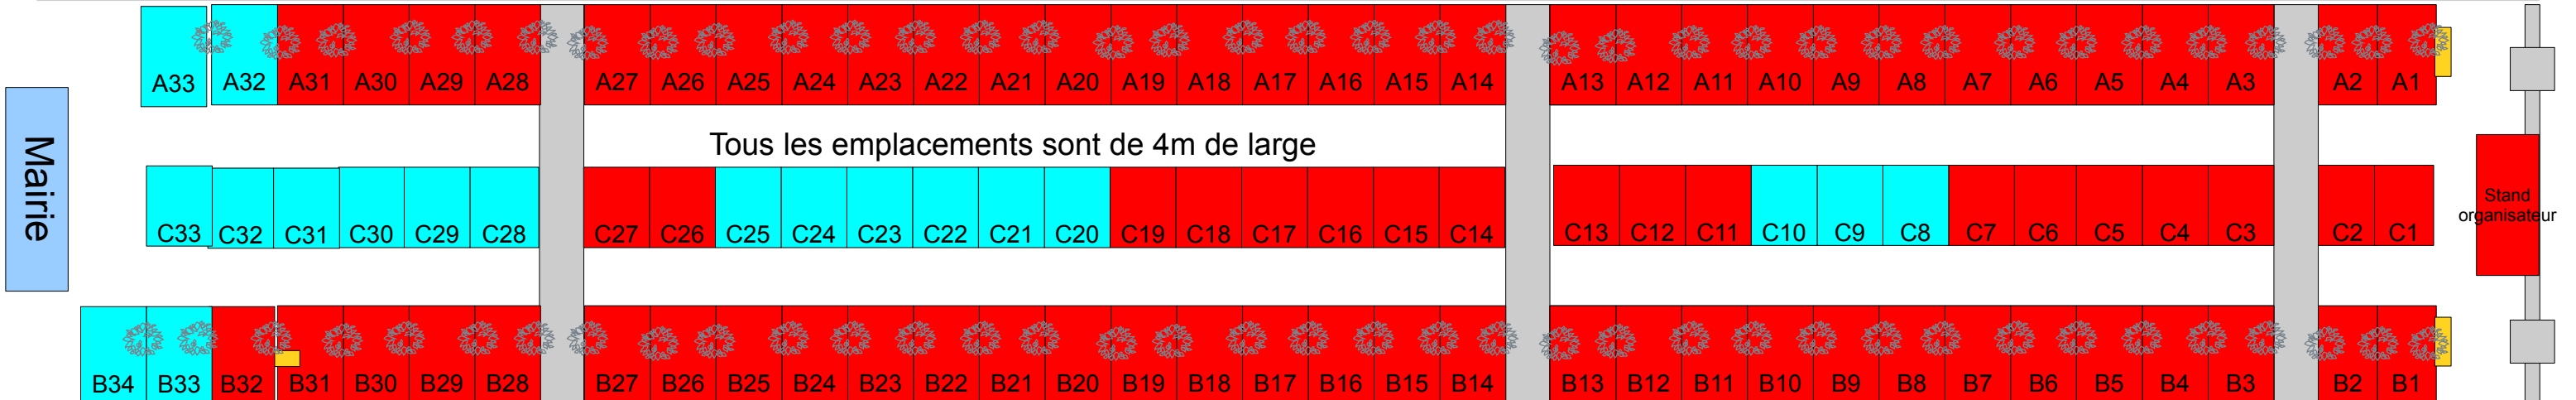 A33 A32 A31 A30 A29 A28 A27 A26 A25 A24 A23 A22 A21 A20 A19 A18 A17 A16 A15 A14 A13 A12 A11 A10 A9 A8 A7 A6 A5 A4 A3 A2 A1
Mairie
Tous les emplacements sont de 4m de large
C33 C32 C31 C30 C29 C28 C27 C26 C25 C24 C23 C22 C21 C20 C19 C18 C17 C16 C15 C14 C13 C12 C11 C10 C9 C8 C7 C6 C5 C4 C3 C2 C1
Stand
organisateur
B34 B33 B32 B31 B30 B29 B28 B27 B26 B25 B24 B23 B22 B21 B20 B19 B18 B17 B16 B15 B14 B13 B12 B11 B10 B9 B8 B7 B6 B5 B4 B3 B2 B1